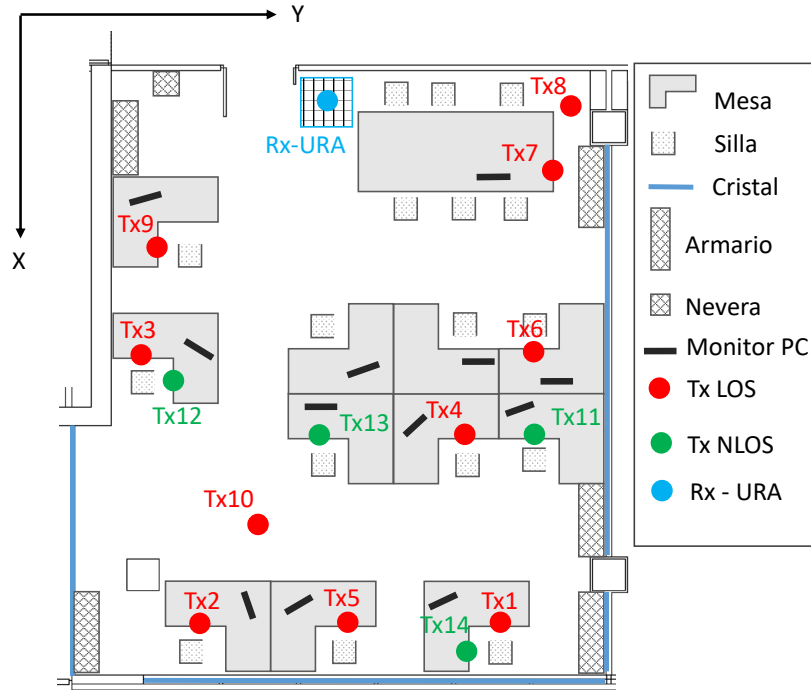 Y
X
Rx-URA
Tx8
Tx7
Tx9
Tx3
Tx6
Tx12
Tx13
Tx4
Tx11
Tx10
Tx2
Tx5
Tx14
Tx1
Mesa
Silla
Cristal
Armario
Nevera
Monitor PC
Tx LOS
Tx NLOS
Rx - URA